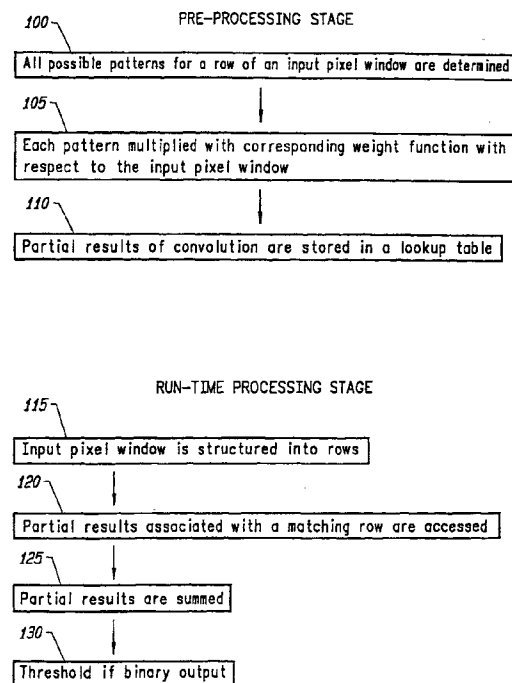 PRE-PROCESSING STAGE
100
All possible patterns for a row of an input pixel window are determined
105
Each pattern multiplied with corresponding weight function with
respect to the input pixel window
110
Partial results of convolution are stored in a lookup table
RUN-TIME PROCESSING STAGE
115
Input pixel window is structured into rows
120
Partial results associated with a matching row are accessed
125
Partial results are summed
130
Threshold if binary output